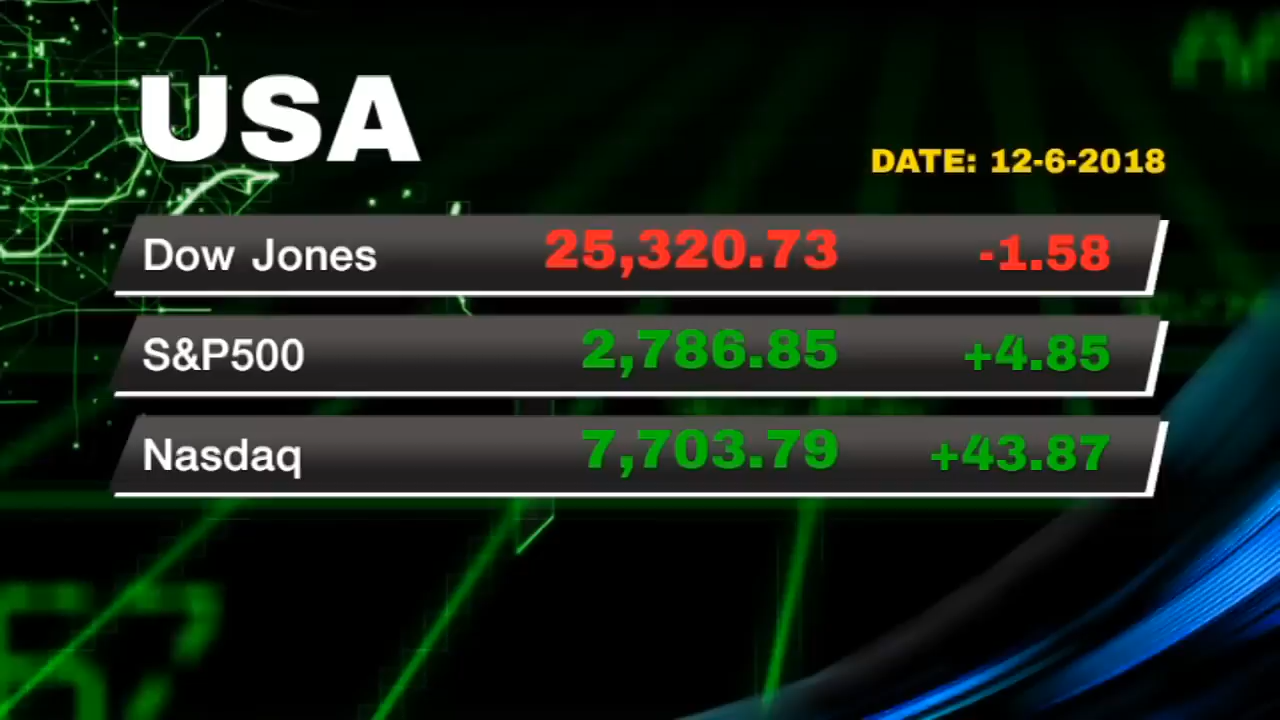 USA
DATE: 12-6-2018
Dow Jones 25,320.73 -1.58
S&P500 2,786.85 +4.85
Nasdaq 7,703.79 +43.87